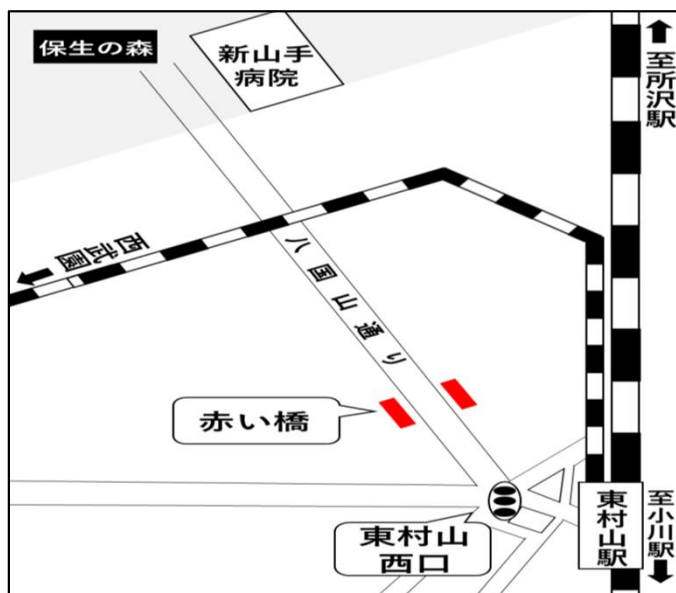 保生の森
新山手
病院
至所沢駅
西武園
八国山通り
赤い橋
東村山
西口
東村山駅
至小川駅